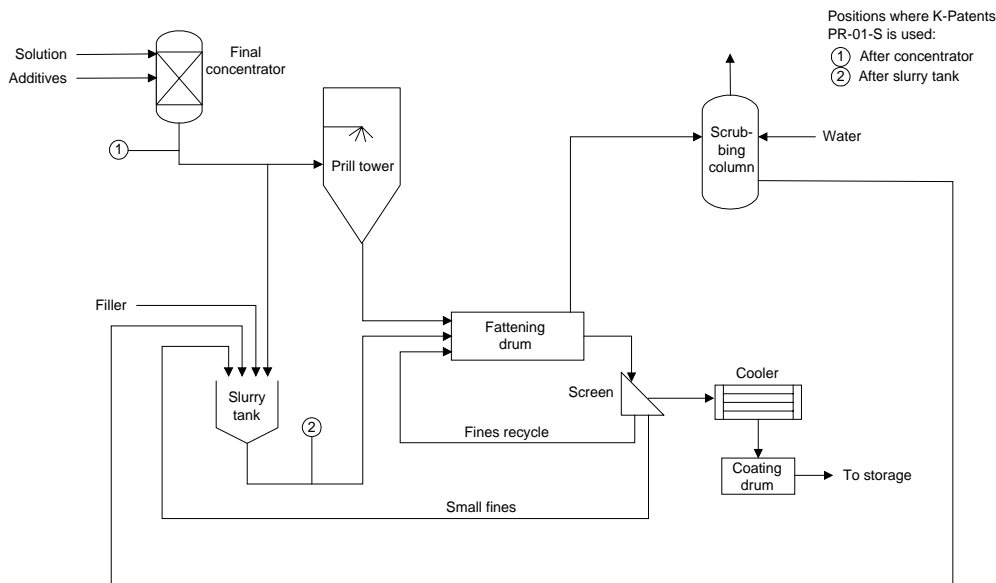 Positions where K-Patents
PR-01-S is used:
1 After concentrator
2 After slurry tank
Solution
Additives
Final
concentrator
1
Prill tower
Scrub-
bing
column
Water
Filler
Fattening
drum
Slurry
tank
2
Screen
Cooler
Fines recycle
Coating
drum
To storage
Small fines